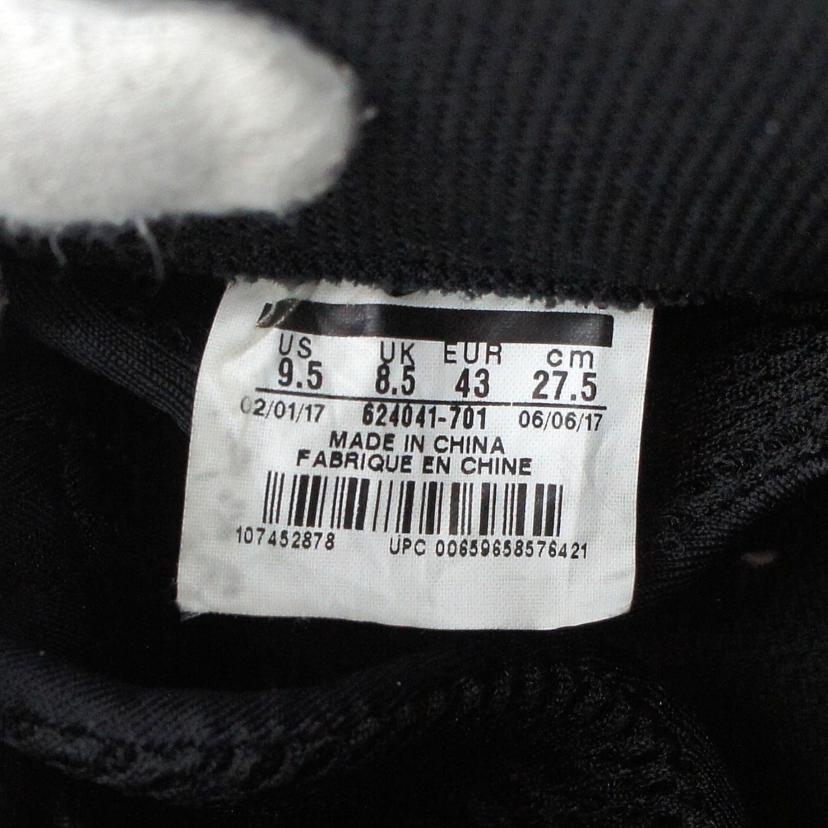 US UK EUR cm
9.5 8.5 43 27.5
02/01/17 624041-701 06/06/17
MADE IN CHINA
FABRIQUE EN CHINE
107452878 UPC 00659658576421